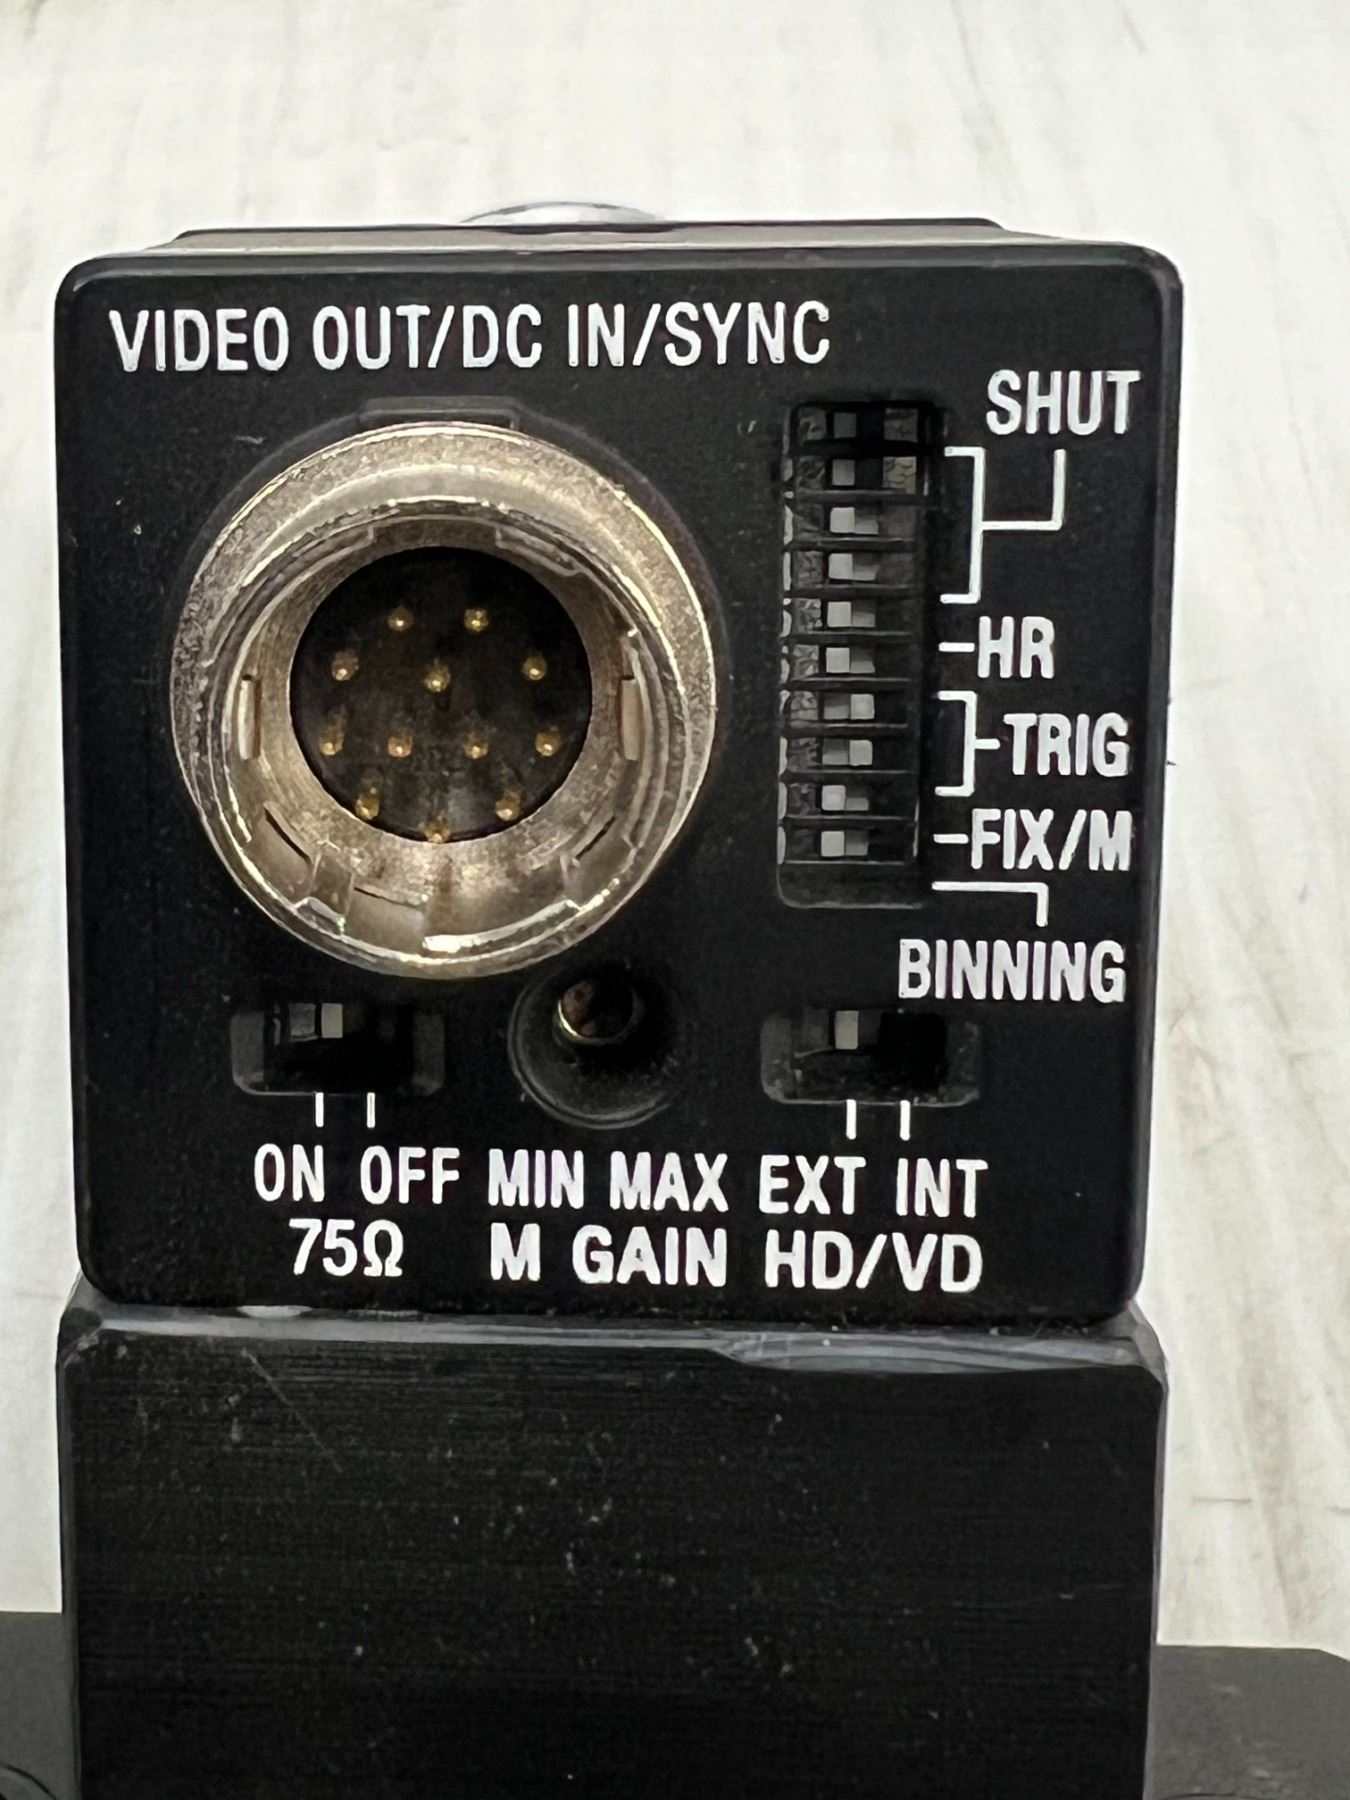 VIDEO OUT/DC IN/SYNC
SHUT
HR
TRIG
FIX/M
BINNING
ON OFF MIN MAX EXT INT
75Ω M GAIN HD/VD